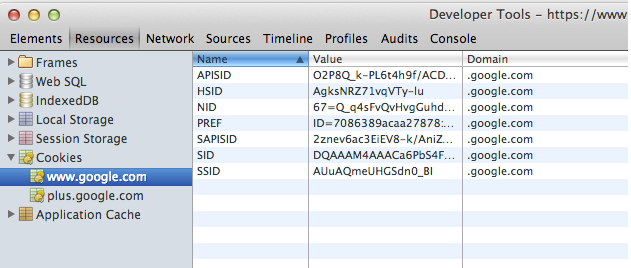 Developer Tools - https://www
Elements Resources Network Sources Timeline Profiles Audits Console
Frames
Web SQL
IndexedDB
Local Storage
Session Storage
Cookies
www.google.com
plus.google.com
Application Cache
Name Value Domain
APISID O2P8Q_k-PL6t4h9f/ACD... .google.com
HSID AgksNRZ71vqVTy-lu .google.com
NID 67=Q_q4sFvQvHvgGuhd... .google.com
PREF ID=7086389acaa27878:... .google.com
SAPISID 2znev6ac3EiEV8-k/AniZ... .google.com
SID DQAAAM4AAACa6PbS4F... .google.com
SSID AUuAQmeUHGSdn0_BI .google.com